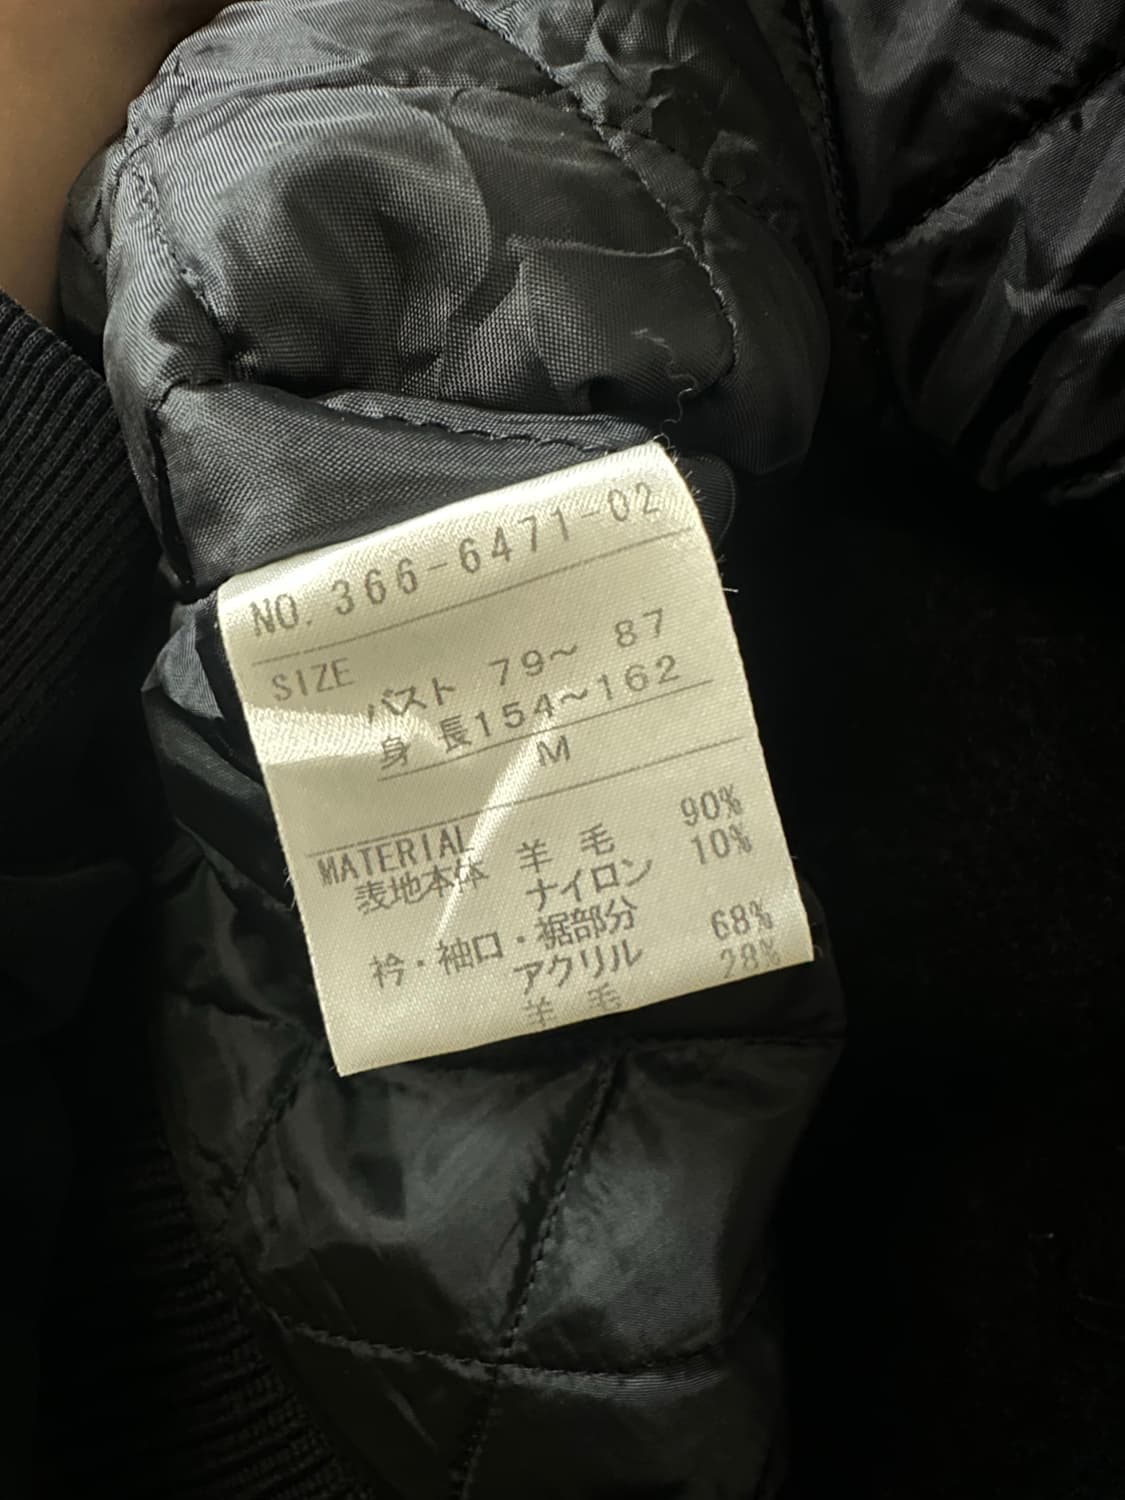 NO. 366-6471-02
SIZE
バスト 79～ 87
身 長154～162
M
MATERIAL
表地本体 羊 毛 90%
ナイロン 10%
衿・袖口・裾部分
アクリル 68%
羊 毛 28%